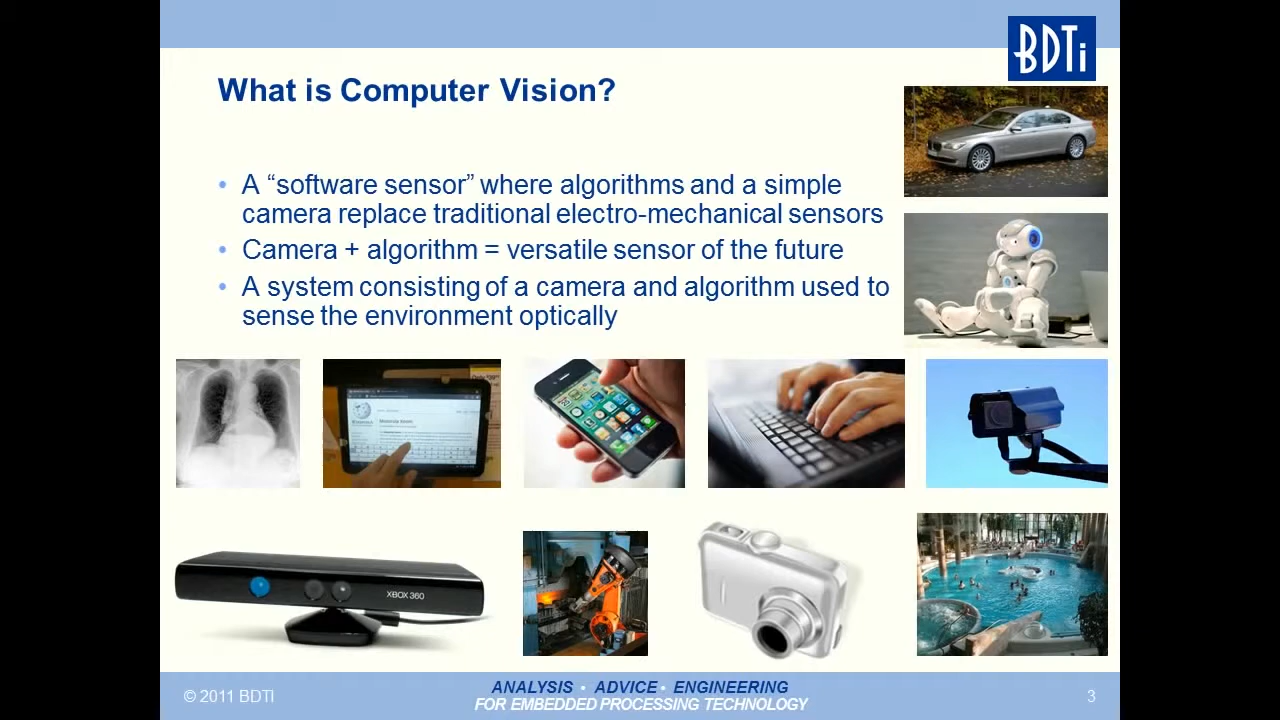 BDTi
What is Computer Vision?
• A “software sensor” where algorithms and a simple
camera replace traditional electro-mechanical sensors
• Camera + algorithm = versatile sensor of the future
• A system consisting of a camera and algorithm used to
sense the environment optically
XBOX 360
© 2011 BDTI
ANALYSIS • ADVICE • ENGINEERING
FOR EMBEDDED PROCESSING TECHNOLOGY
3